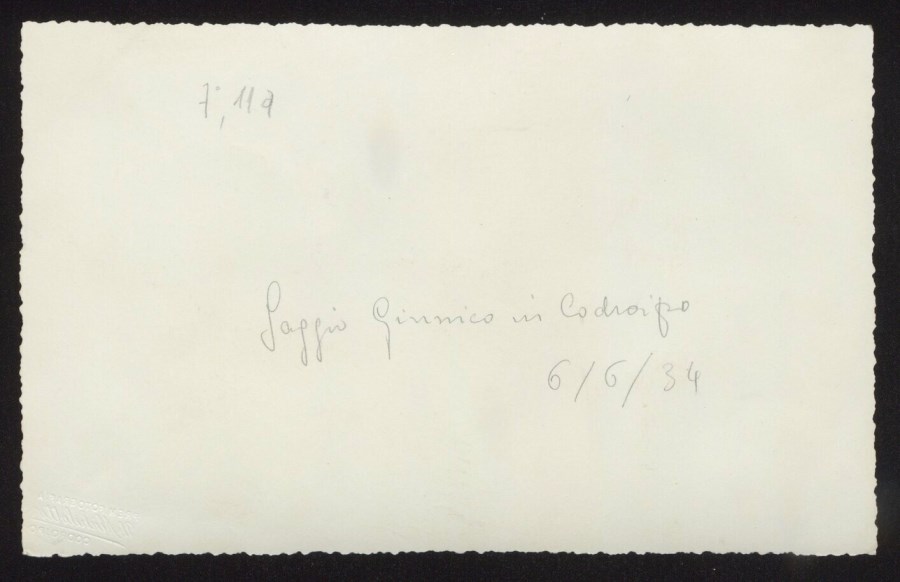 7, 11a
Saggio Ginnico in Codroipo
6/6/34